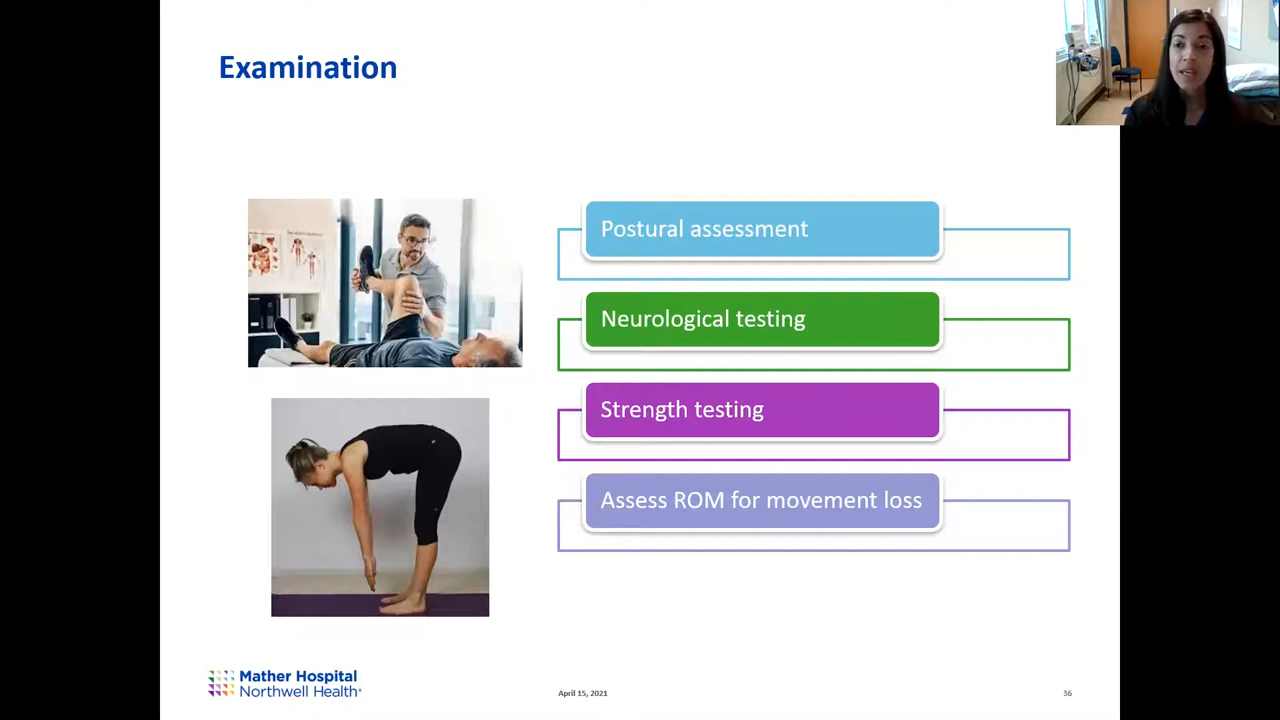 Examination
Postural assessment
Neurological testing
Strength testing
Assess ROM for movement loss
Mather Hospital
Northwell Health®
April 15, 2021
36